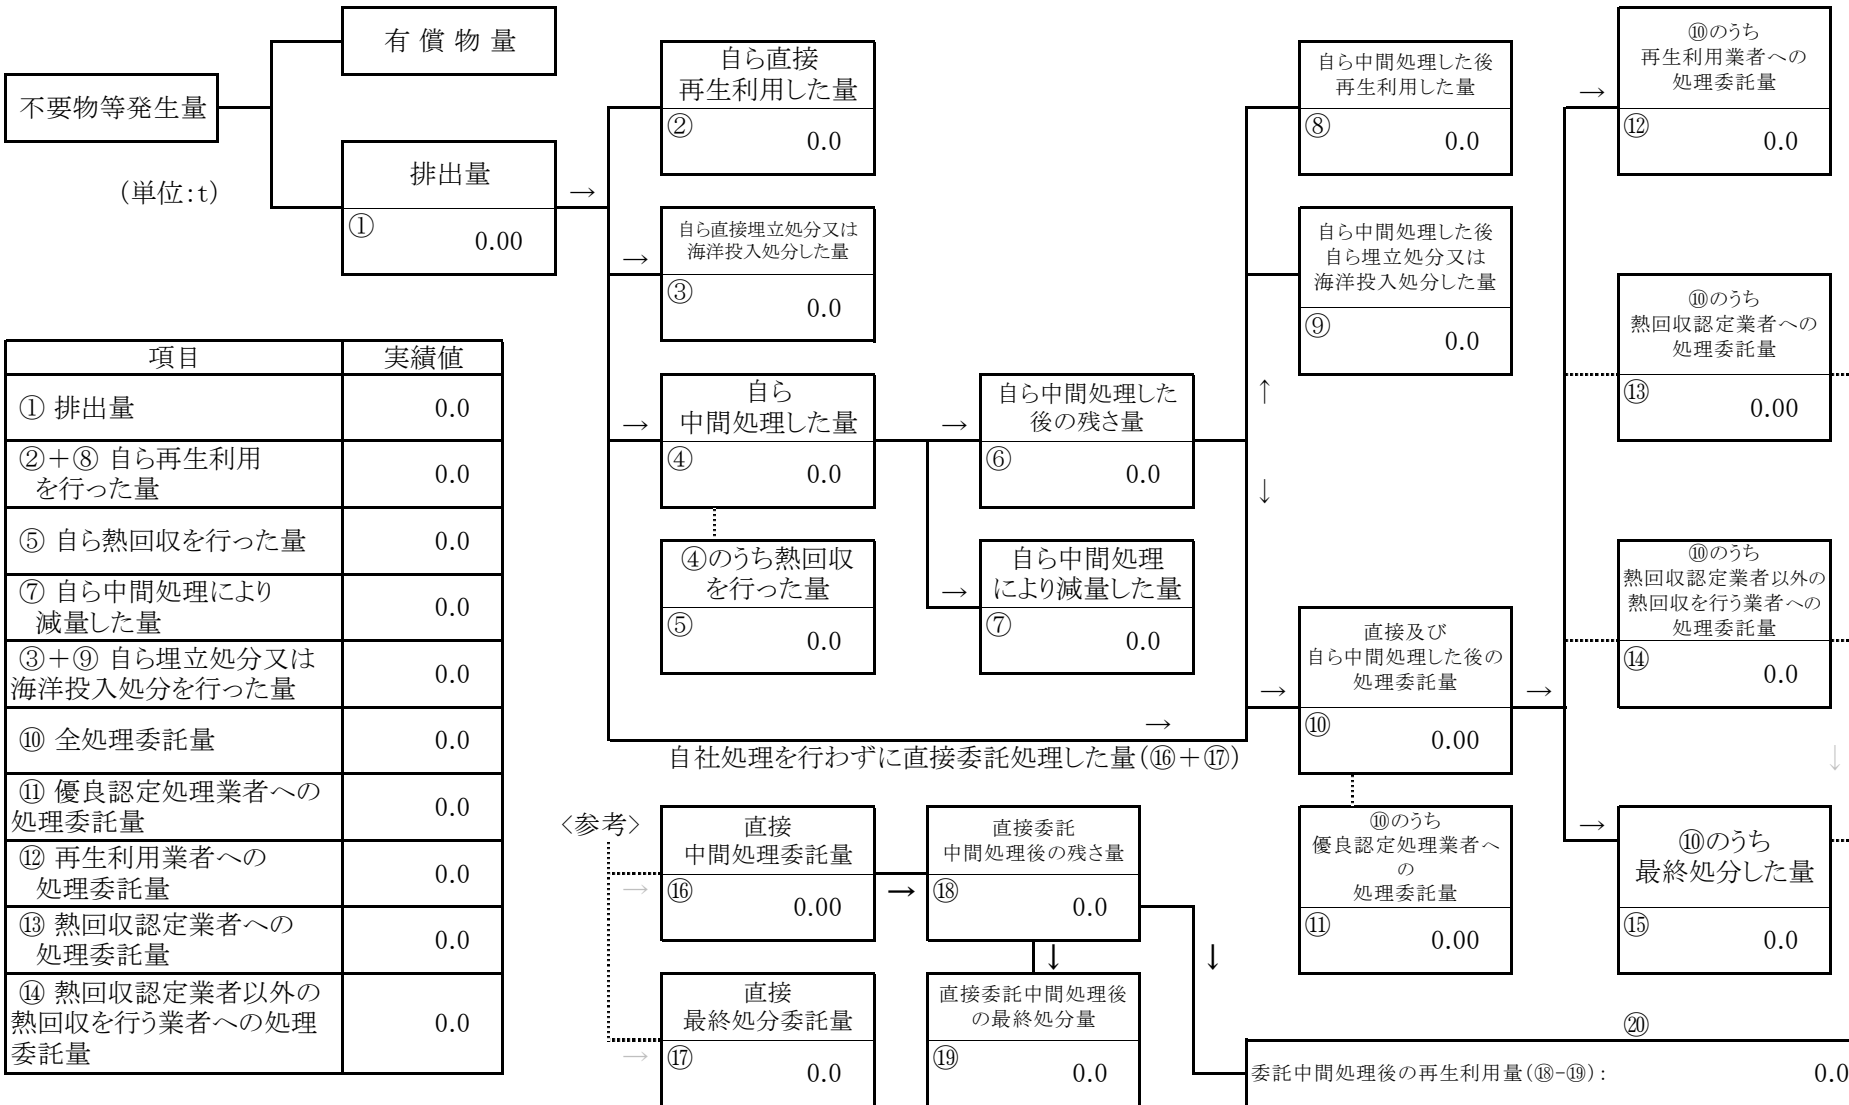 不要物等発生量
(単位:t)
有 償 物 量
排出量
①
0.00
→
自ら直接
再生利用した量
②
0.0
→
自ら直接埋立処分又は
海洋投入処分した量
③
0.0
→
自ら
中間処理した量
④
0.0
④のうち熱回収
を行った量
⑤
0.0
→
自ら中間処理した
後の残さ量
⑥
0.0
→
自ら中間処理
により減量した量
⑦
0.0
→
自社処理を行わずに直接委託処理した量(⑯+⑰)
↑
↓
自ら中間処理した後
再生利用した量
⑧
0.0
自ら中間処理した後
自ら埋立処分又は
海洋投入処分した量
⑨
0.0
→
直接及び
自ら中間処理した後の
処理委託量
⑩
0.00
⑩のうち
優良認定処理業者へ
の
処理委託量
⑪
0.00
→
→
⑩のうち
再生利用業者への
処理委託量
⑫
0.0
⑩のうち
熱回収認定業者への
処理委託量
⑬
0.00
⑩のうち
熱回収認定業者以外の
熱回収を行う業者への
処理委託量
⑭
0.0
↓
→
⑩のうち
最終処分した量
⑮
0.0
項目 実績値
① 排出量 0.0
②+⑧ 自ら再生利用
を行った量 0.0
⑤ 自ら熱回収を行った量 0.0
⑦ 自ら中間処理により
減量した量 0.0
③+⑨ 自ら埋立処分又は
海洋投入処分を行った量 0.0
⑩ 全処理委託量 0.0
⑪ 優良認定処理業者への
処理委託量 0.0
⑫ 再生利用業者への
処理委託量 0.0
⑬ 熱回収認定業者への
処理委託量 0.0
⑭ 熱回収認定業者以外の
熱回収を行う業者への処理
委託量 0.0
<参考>
→
直接
中間処理委託量
⑯
0.00
→
直接委託
中間処理後の残さ量
⑱
0.0
↓
↓
→
直接
最終処分委託量
⑰
0.0
直接委託中間処理後
の最終処分量
⑲
0.0
⑳
委託中間処理後の再生利用量(⑱-⑲): 0.0